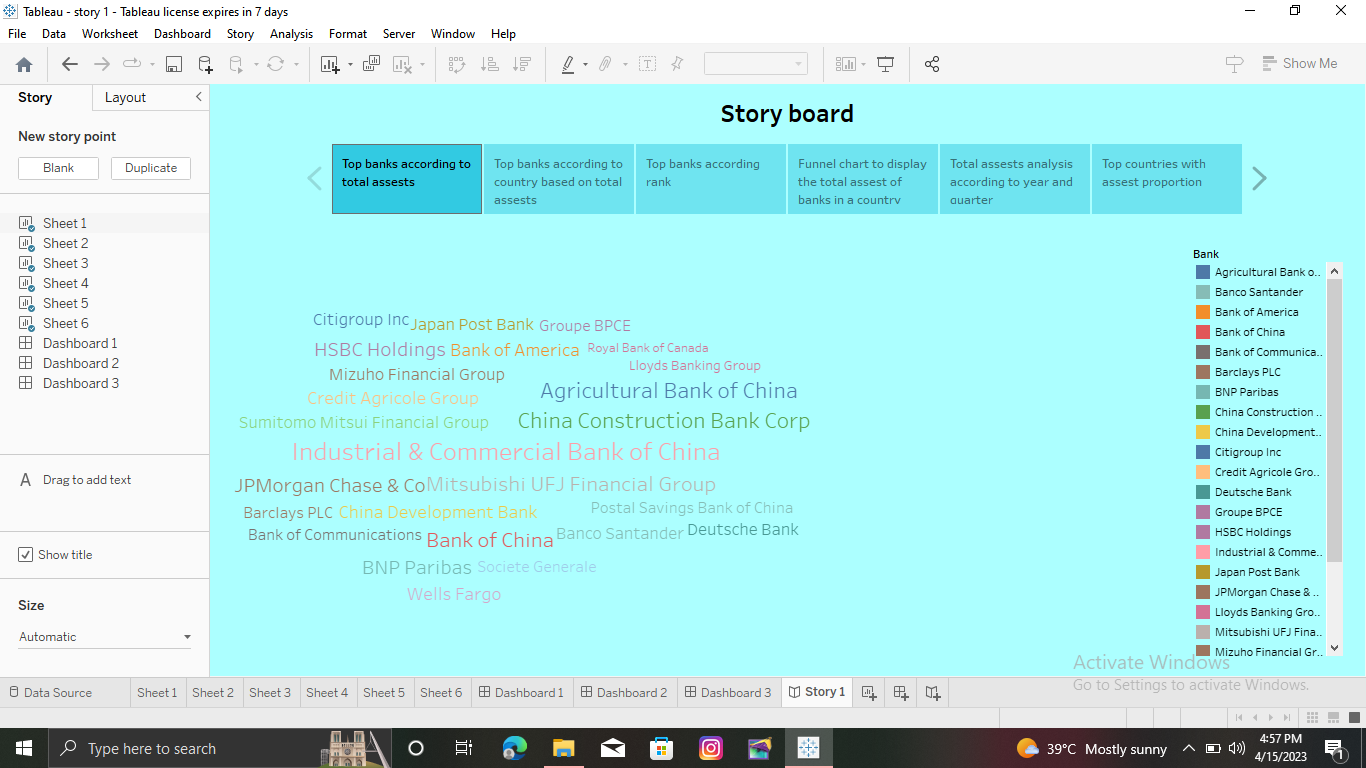 Tableau - story 1 - Tableau license expires in 7 days
File Data Worksheet Dashboard Story Analysis Format Server Window Help
Show Me
Story Layout
New story point
Blank Duplicate
Sheet 1
Sheet 2
Sheet 3
Sheet 4
Sheet 5
Sheet 6
Dashboard 1
Dashboard 2
Dashboard 3
A Drag to add text
Show title
Size
Automatic
Story board
Top banks according to
total assests
Top banks according to
country based on total
assests
Top banks according
rank
Funnel chart to display
the total assest of
banks in a country
Total assests analysis
according to year and
quarter
Top countries with
assest proportion
Citigroup Inc Japan Post Bank Groupe BPCE
HSBC Holdings Bank of America Royal Bank of Canada
Lloyds Banking Group
Mizuho Financial Group
Agricultural Bank of China
Credit Agricole Group
Sumitomo Mitsui Financial Group China Construction Bank Corp
Industrial & Commercial Bank of China
JPMorgan Chase & Co Mitsubishi UFJ Financial Group
Barclays PLC China Development Bank Postal Savings Bank of China
Bank of Communications Bank of China Banco Santander Deutsche Bank
BNP Paribas Societe Generale
Wells Fargo
Bank
Agricultural Bank o..
Banco Santander
Bank of America
Bank of China
Bank of Communica..
Barclays PLC
BNP Paribas
China Construction ..
China Development..
Citigroup Inc
Credit Agricole Gro..
Deutsche Bank
Groupe BPCE
HSBC Holdings
Industrial & Comme..
Japan Post Bank
JPMorgan Chase & ..
Lloyds Banking Gro..
Mitsubishi UFJ Fina..
Mizuho Financial Gr..
Activate Windows
Go to Settings to activate Windows.
Data Source Sheet 1 Sheet 2 Sheet 3 Sheet 4 Sheet 5 Sheet 6 Dashboard 1 Dashboard 2 Dashboard 3 Story 1
Type here to search
39°C Mostly sunny
4:57 PM
4/15/2023
1